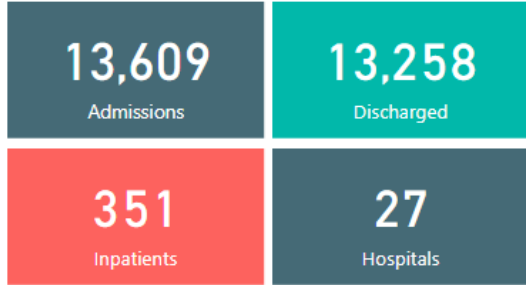 13,609
Admissions
13,258
Discharged
351
Inpatients
27
Hospitals